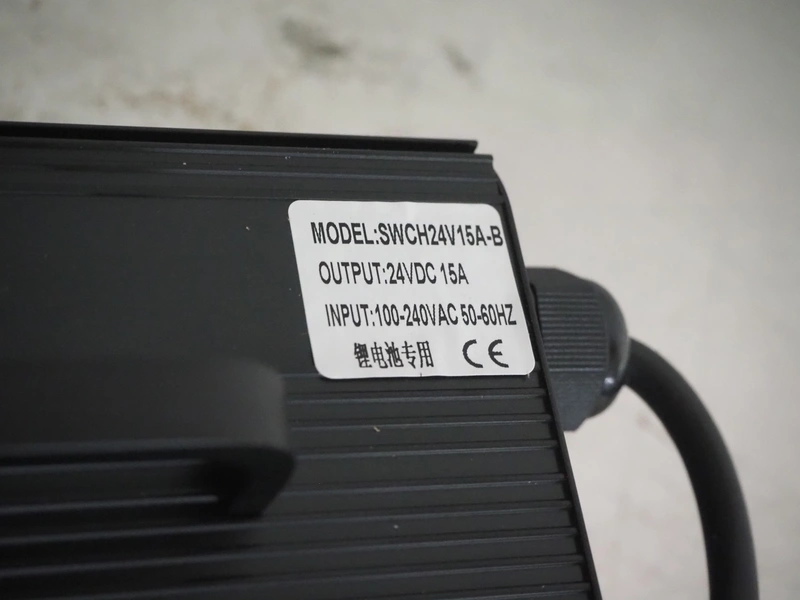 MODEL:SWCH24V15A-B
OUTPUT:24VDC 15A
INPUT:100-240VAC 50-60HZ
锂电池专用 CE